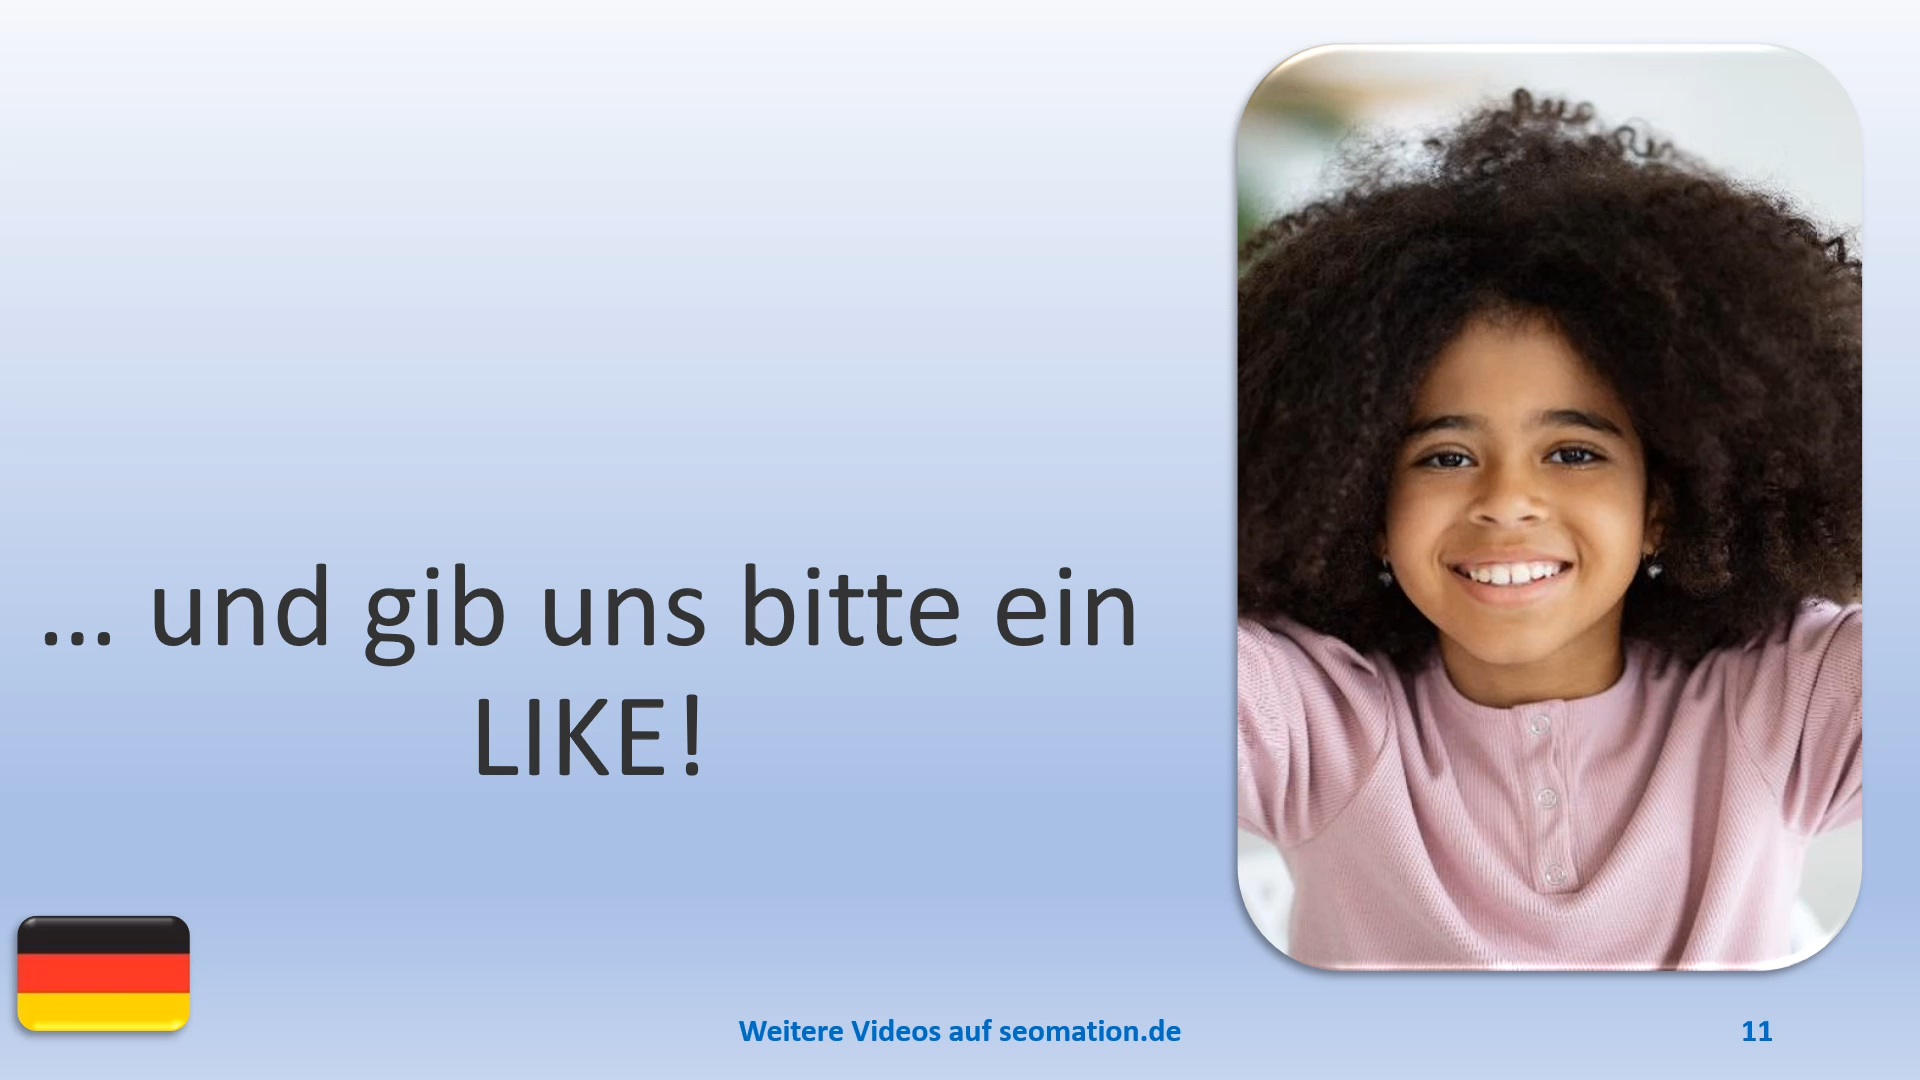 ... und gib uns bitte ein
LIKE!
Weitere Videos auf seomation.de
11